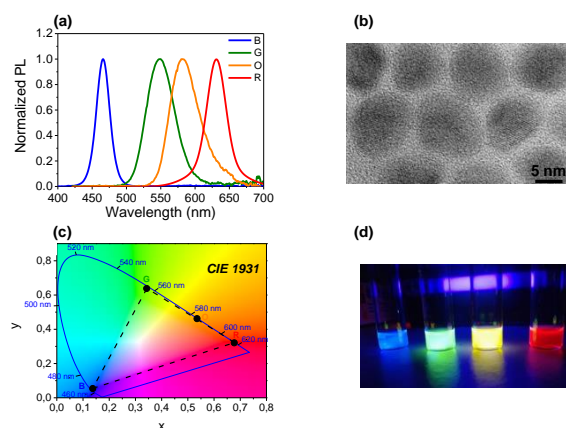 (a)
(b)
1.2
1.0
0.8
0.6
0.4
0.2
0.0
Normalized PL
B
G
O
R
400 450 500 550 600 650 700
Wavelength (nm)
5 nm
(c)
(d)
CIE 1931
520 nm
540 nm
G
560 nm
500 nm
580 nm
600 nm
R
620 nm
480 nm
B
460 nm
0,8
0,6
0,4
0,2
0,0
y
0,0 0,1 0,2 0,3 0,4 0,5 0,6 0,7 0,8
x